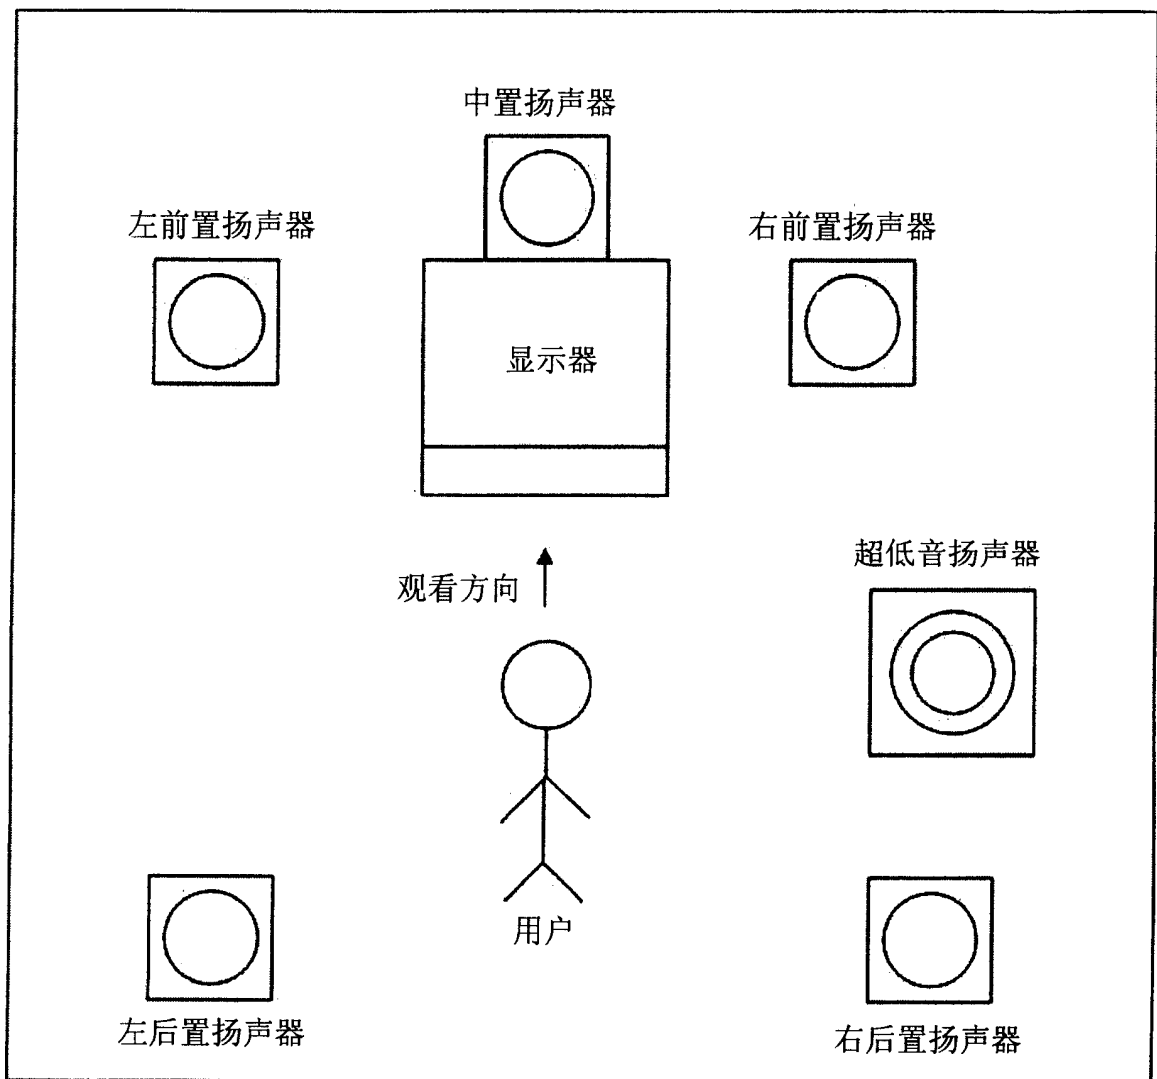 中置扬声器
左前置扬声器
右前置扬声器
显示器
超低音扬声器
观看方向
用户
左后置扬声器
右后置扬声器